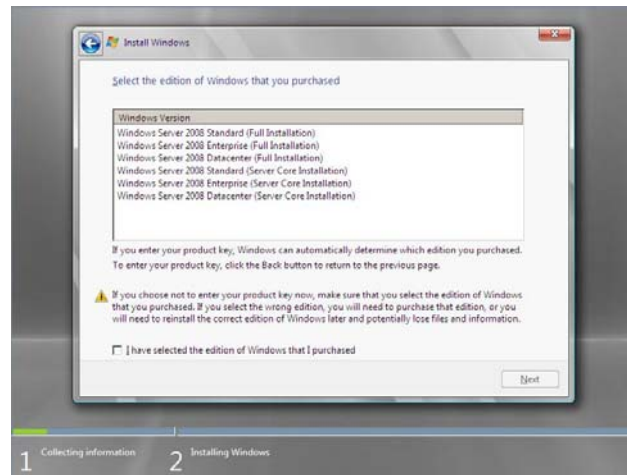 Install Windows
Select the edition of Windows that you purchased
Windows Version
Windows Server 2008 Standard (Full Installation)
Windows Server 2008 Enterprise (Full Installation)
Windows Server 2008 Datacenter (Full Installation)
Windows Server 2008 Standard (Server Core Installation)
Windows Server 2008 Enterprise (Server Core Installation)
Windows Server 2008 Datacenter (Server Core Installation)
If you enter your product key, Windows can automatically determine which edition you purchased.
To enter your product key, click the Back button to return to the previous page.
If you choose not to enter your product key now, make sure that you select the edition of Windows
that you purchased. If you select the wrong edition, you will need to purchase that edition, or you
will need to reinstall the correct edition of Windows later and potentially lose files and information.
I have selected the edition of Windows that I purchased
Next
1 Collecting information
2 Installing Windows